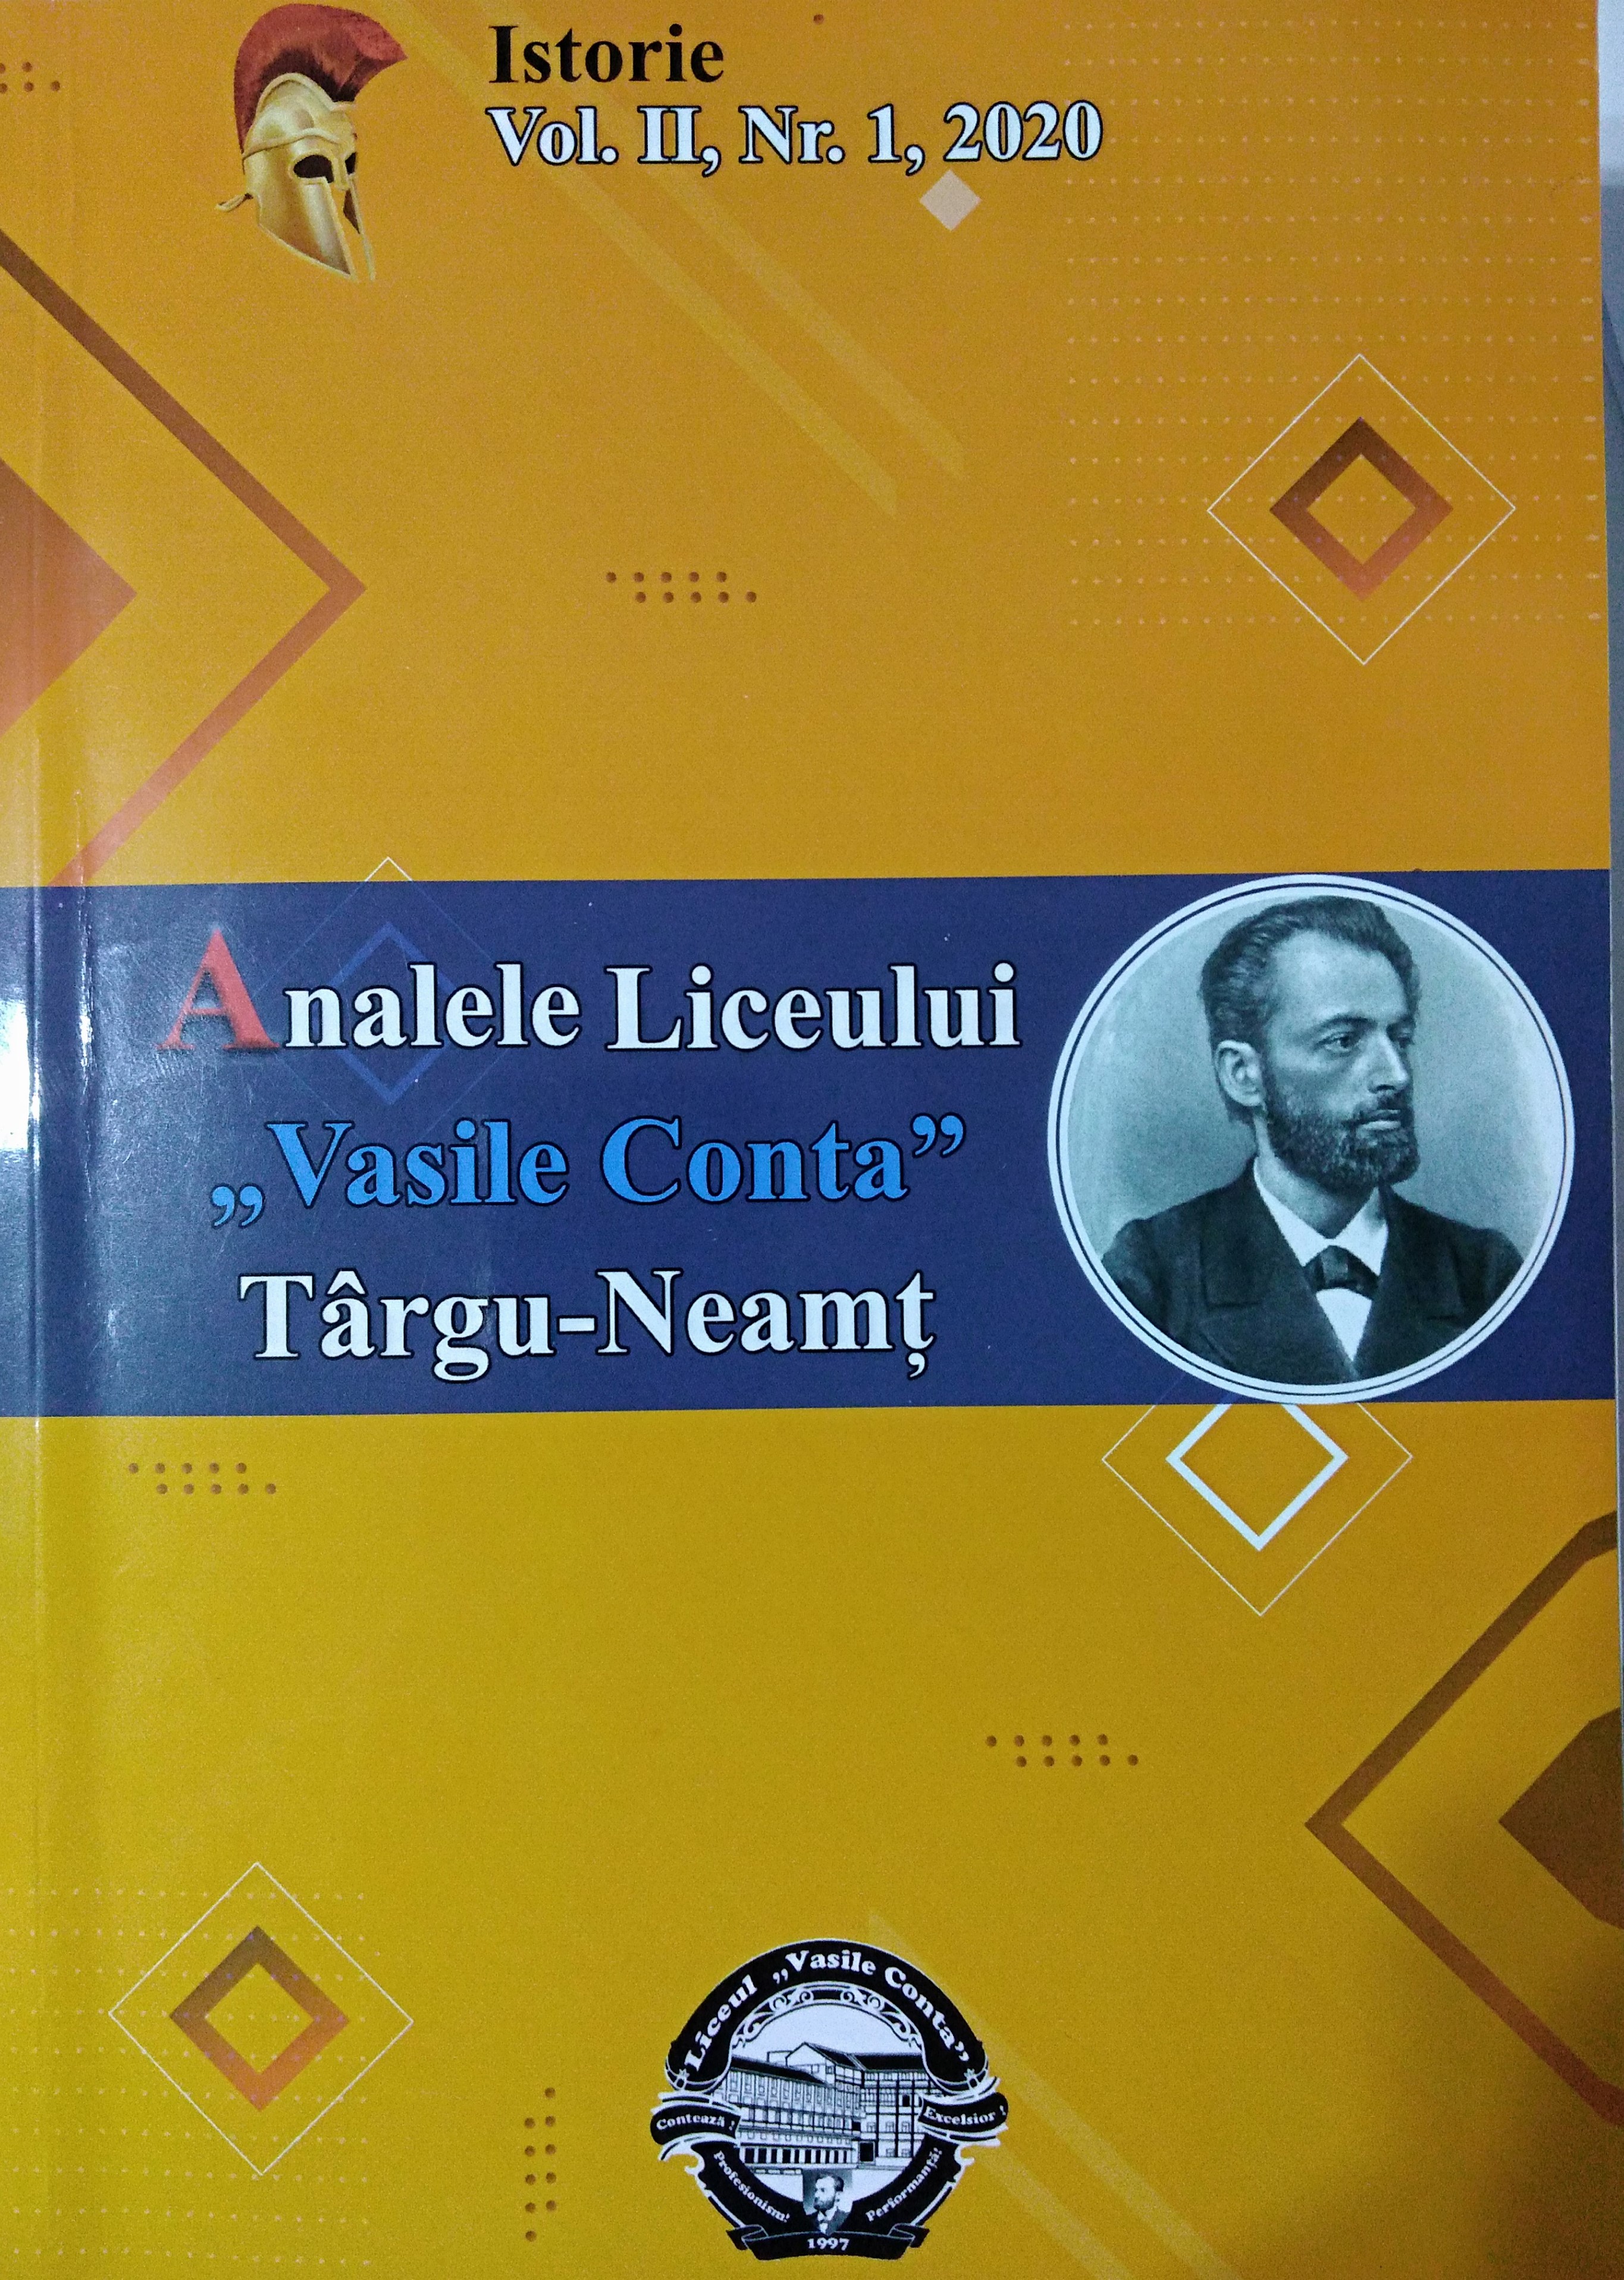 Istorie
Vol. II, Nr. 1, 2020
Analele Liceului
„Vasile Conta”
Târgu-Neamț
Liceul „Vasile Conta”
Contează !
Excelsior !
Profesionism!
Performanță!
1997